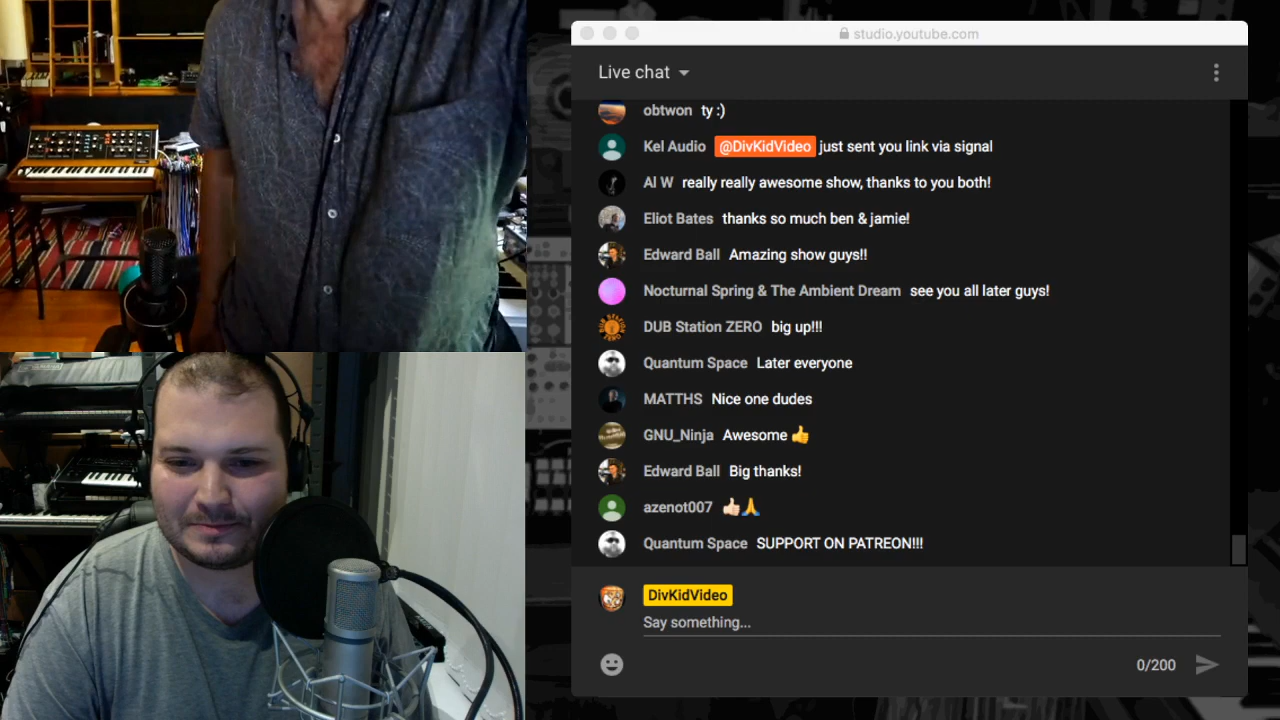 studio.youtube.com
Live chat
obtwon ty :)
Kel Audio @DivKidVideo just sent you link via signal
Al W really really awesome show, thanks to you both!
Eliot Bates thanks so much ben & jamie!
Edward Ball Amazing show guys!!
Nocturnal Spring & The Ambient Dream see you all later guys!
DUB Station ZERO big up!!!
Quantum Space Later everyone
MATTHS Nice one dudes
GNU_Ninja Awesome 👍
Edward Ball Big thanks!
azenot007 👍🏻🙏
Quantum Space SUPPORT ON PATREON!!!
DivKidVideo
Say something...
0/200